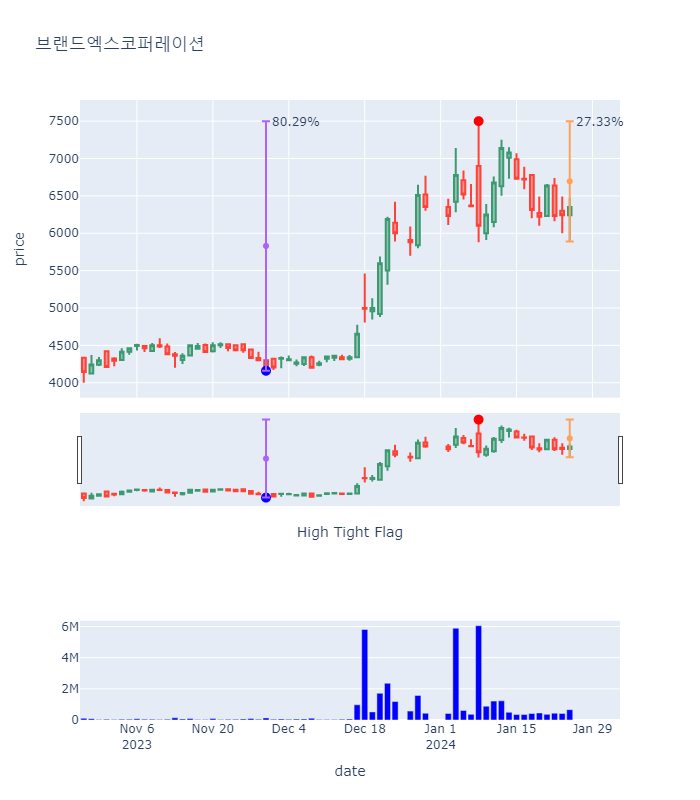 브랜드엑스코퍼레이션
80.29%
27.33%
7500
7000
6500
6000
5500
5000
4500
4000
price
High Tight Flag
6M
4M
2M
0
Nov 6
2023
Nov 20
Dec 4
Dec 18
Jan 1
2024
Jan 15
Jan 29
date